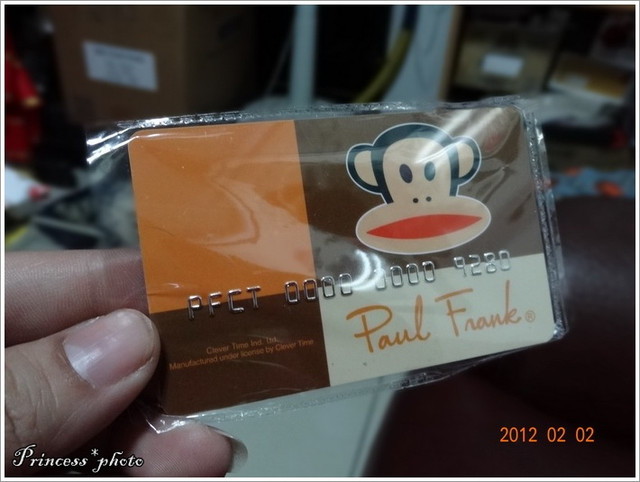 PFCT 0000 0000 9280
Clever Time Ind. Ltd.
Manufactured under license by Clever Time
Paul Frank®
2012 02 02
Princess*photo